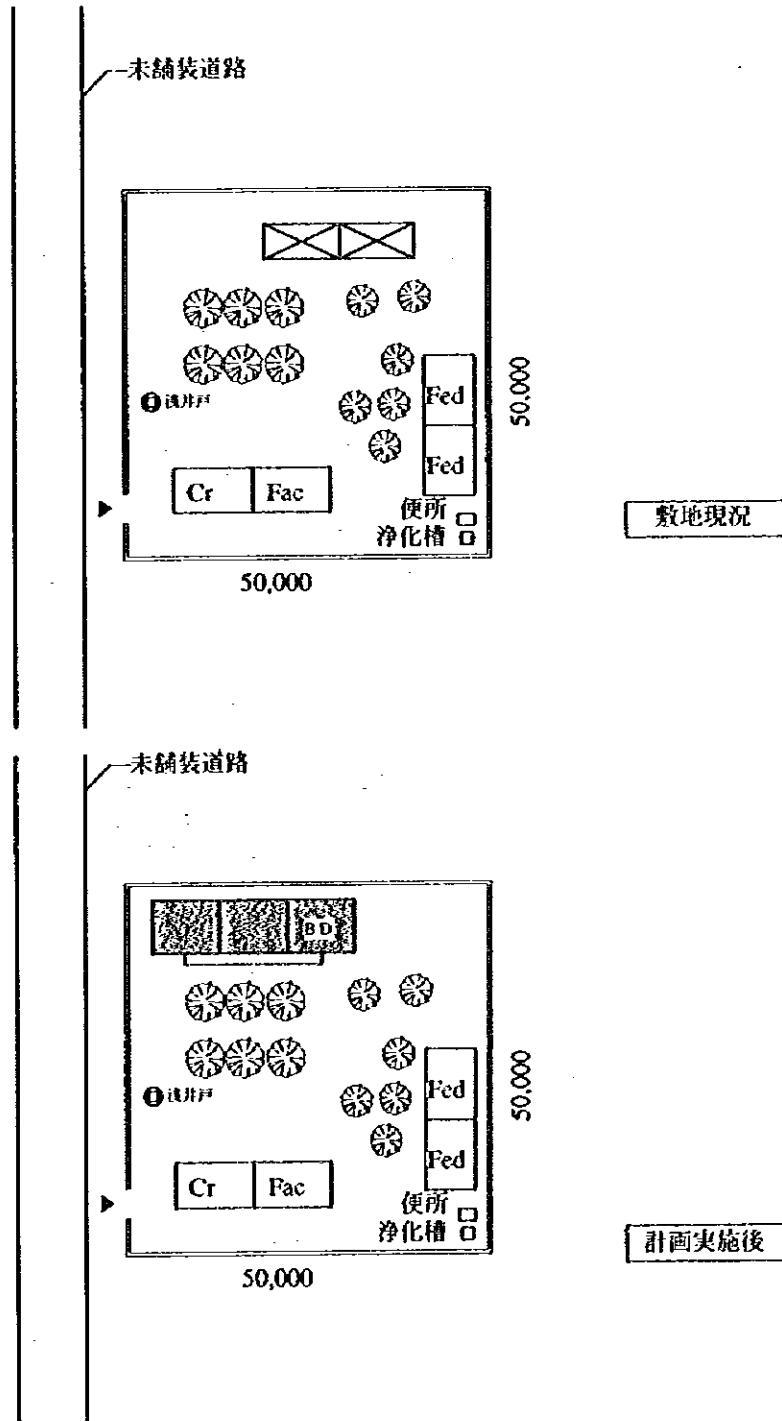 未舗装道路
Fed
50,000
浅井戸
Fed
Cr
Fac
便所
浄化槽
敷地現況
50,000
未舗装道路
BD
50,000
Fed
浅井戸
Fed
Cr
Fac
便所
浄化槽
計画実施後
50,000